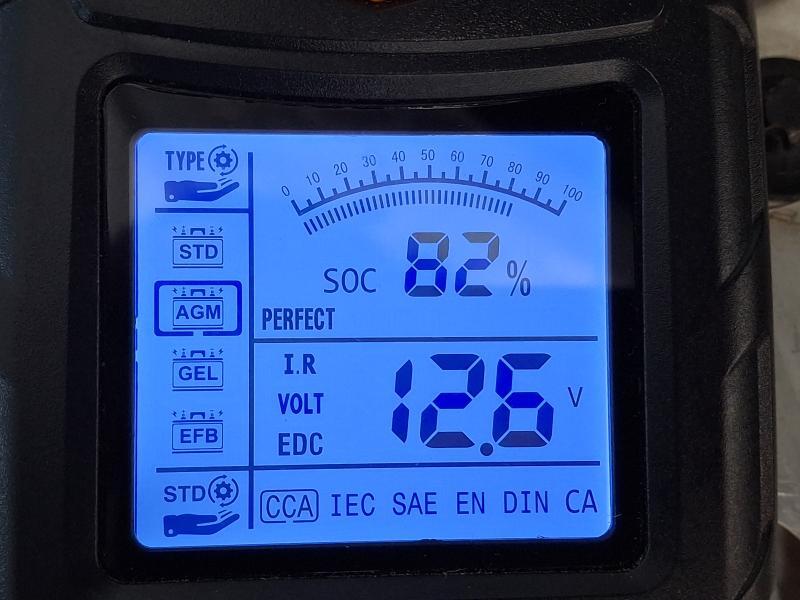 TYPE
0 10 20 30 40 50 60 70 80 90 100
STD
SOC 82%
AGM
PERFECT
I.R
GEL
VOLT 12.6 V
EFB
EDC
STD
CCA IEC SAE EN DIN CA